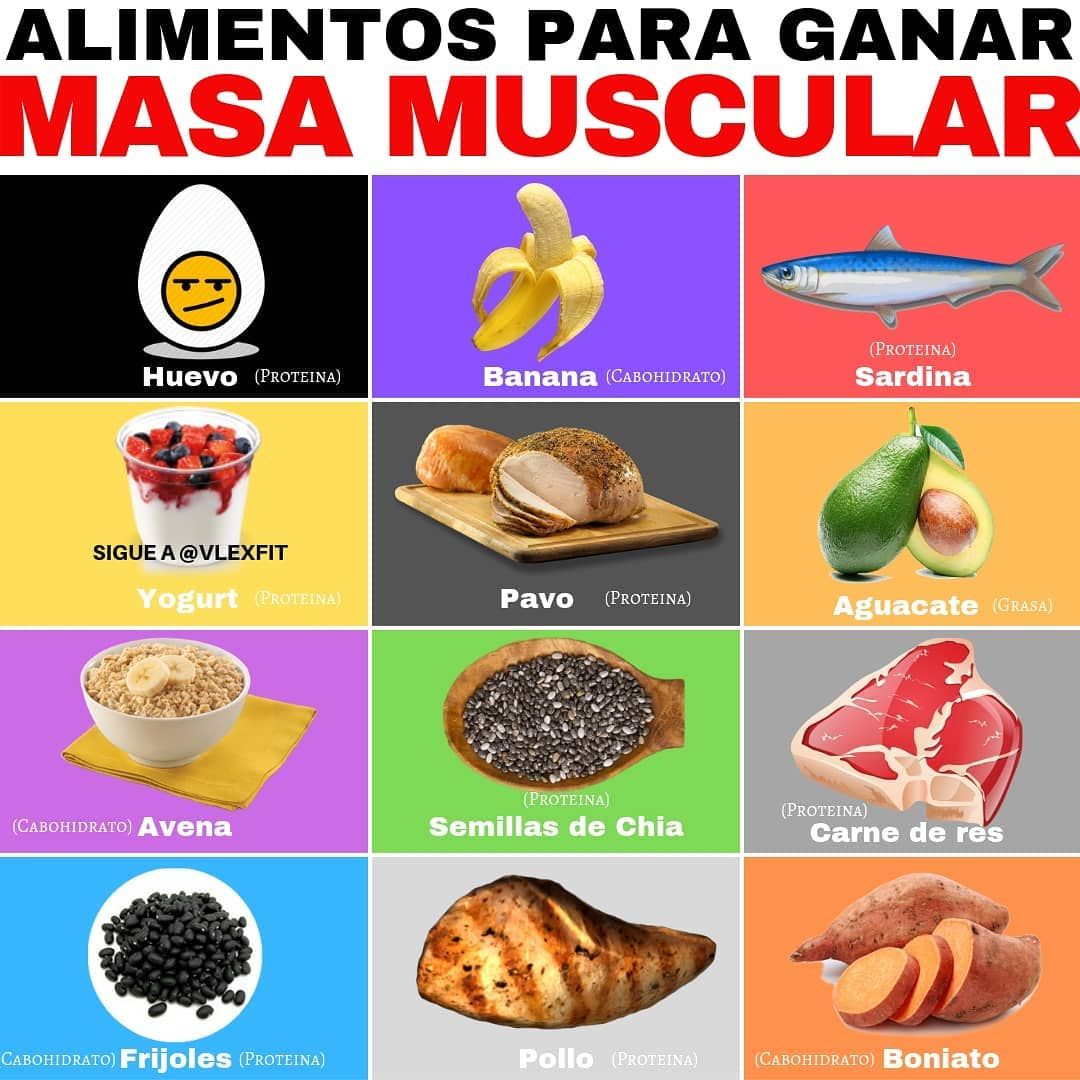 ALIMENTOS PARA GANAR
MASA MUSCULAR
Huevo (Proteina)
Banana (Cabohidrato)
(Proteina)
Sardina
SIGUE A @VLEXFIT
Yogurt (Proteina)
Pavo (Proteina)
Aguacate (Grasa)
(Cabohidrato) Avena
(Proteina)
Semillas de Chia
(Proteina)
Carne de res
Cabohidrato) Frijoles (Proteina)
Pollo (Proteina)
(Cabohidrato) Boniato